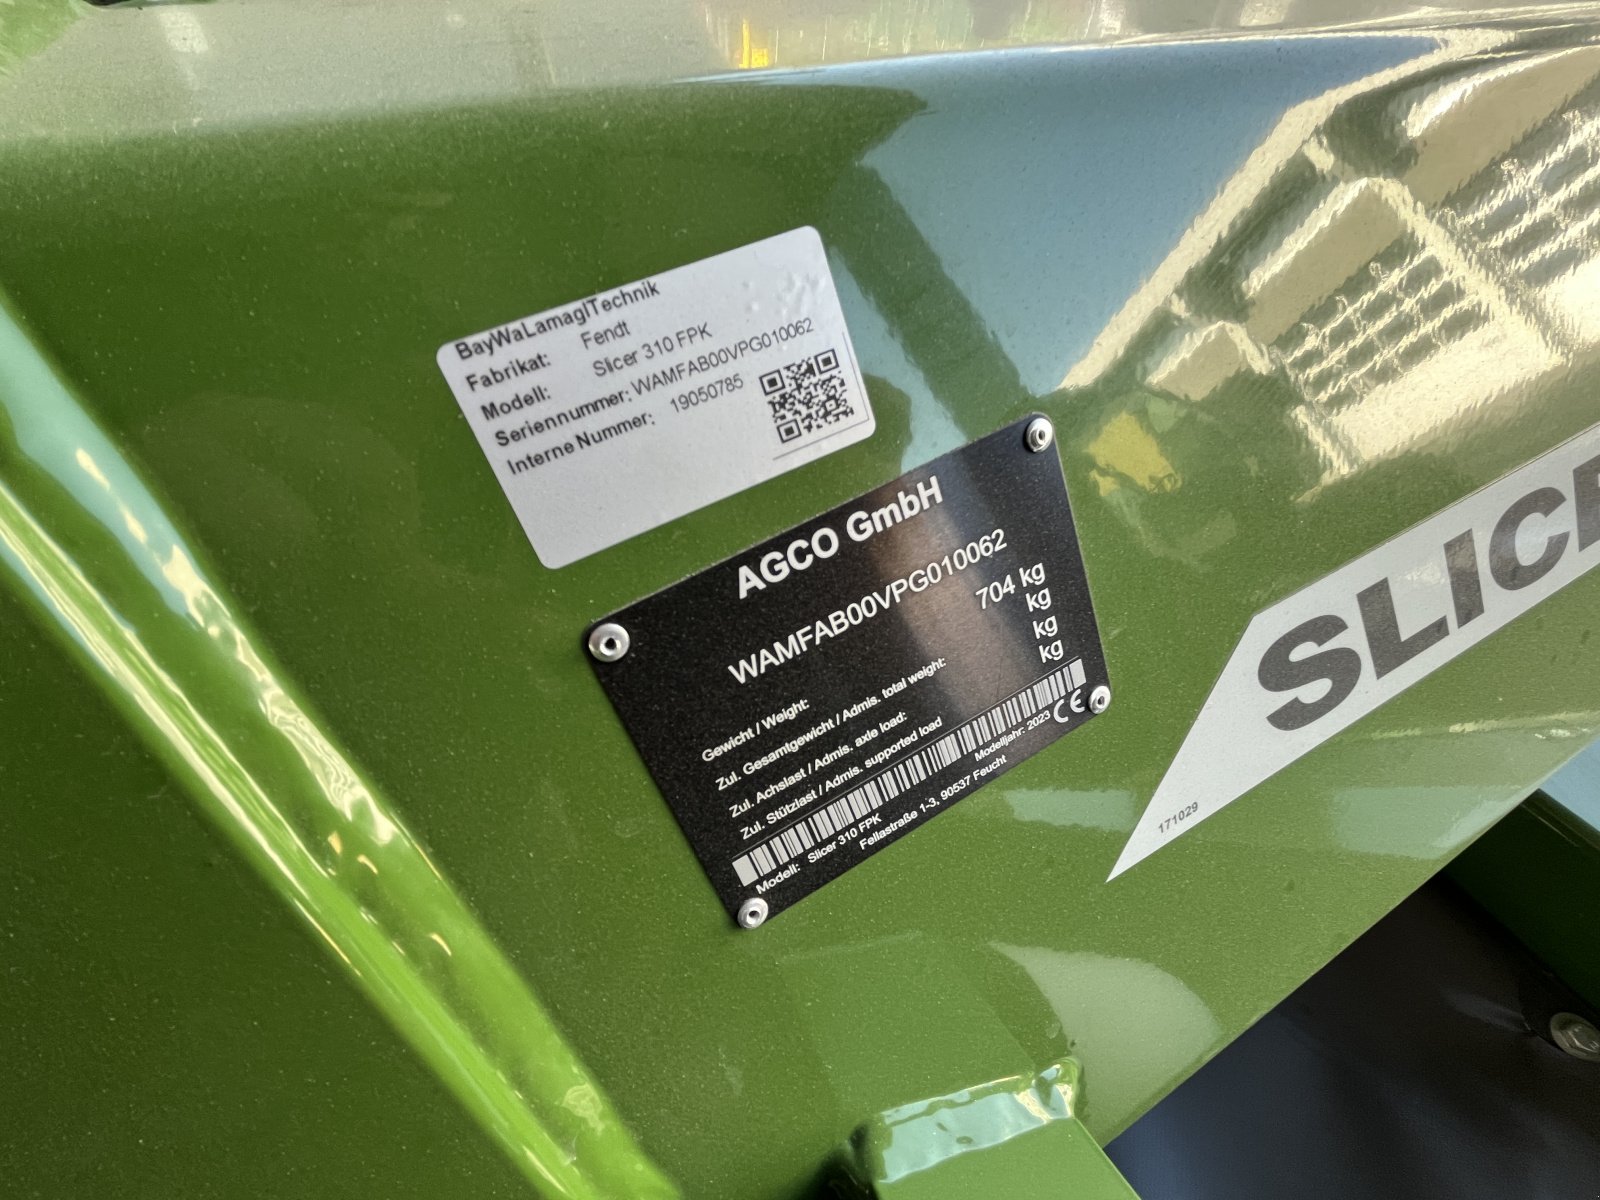 BayWaLamaglTechnik
Fabrikat: Fendt
Modell: Slicer 310 FPK
Seriennummer: WAMFAB00VPG010062
Interne Nummer: 19050785
AGCO GmbH
WAMFAB00VPG010062
Gewicht / Weight: 704 kg
Zul. Gesamtgewicht / Admis. total weight: kg
Zul. Achslast / Admis. axle load: kg
Zul. Stützlast / Admis. supported load kg
Modell: Slicer 310 FPK Modelljahr: 2023 CE
Fellastraße 1-3, 90537 Feucht
SLICE
171029